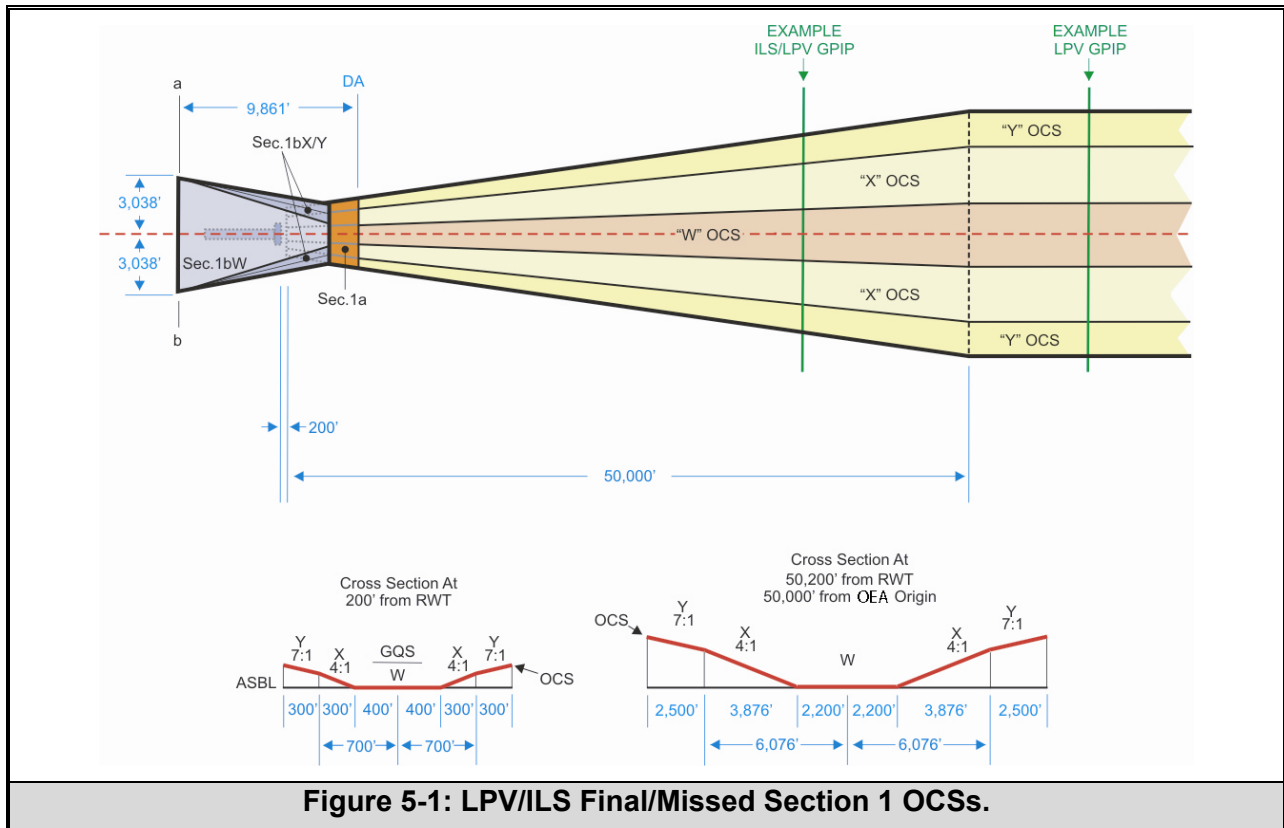 EXAMPLE
ILS/LPV GPIP
EXAMPLE
LPV GPIP
a
DA
9,861’
Sec.1bX/Y
“Y” OCS
“X” OCS
3,038’
“W” OCS
3,038’
Sec.1bW
Sec.1a
“X” OCS
b
“Y” OCS
200’
50,000’
Cross Section At
200’ from RWT
Y
7:1
X
4:1
GQS
W
X
4:1
Y
7:1
ASBL
OCS
300’ 300’ 400’ 400’ 300’ 300’
700’ 700’
Cross Section At
50,200’ from RWT
50,000’ from OEA Origin
OCS
Y
7:1
X
4:1
W
X
4:1
Y
7:1
2,500’ 3,876’ 2,200’ 2,200’ 3,876’ 2,500’
6,076’ 6,076’
Figure 5-1: LPV/ILS Final/Missed Section 1 OCSs.